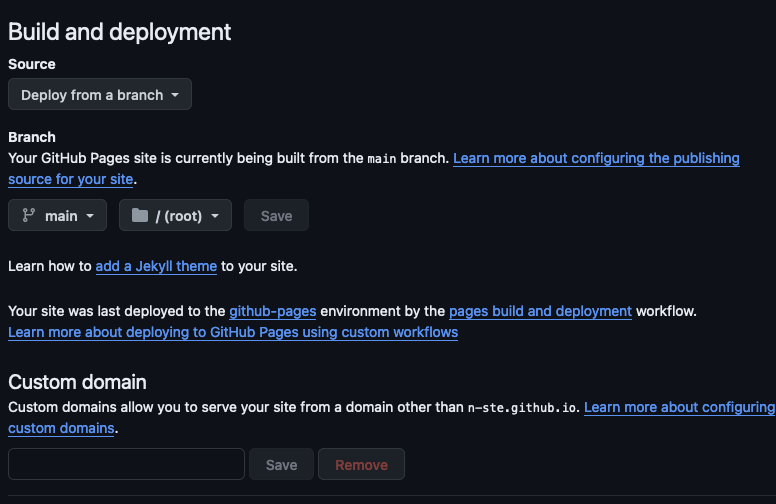 Build and deployment
Source
Deploy from a branch
Branch
Your GitHub Pages site is currently being built from the main branch. Learn more about configuring the publishing
source for your site.
main / (root) Save
Learn how to add a Jekyll theme to your site.
Your site was last deployed to the github-pages environment by the pages build and deployment workflow.
Learn more about deploying to GitHub Pages using custom workflows
Custom domain
Custom domains allow you to serve your site from a domain other than n-ste.github.io. Learn more about configuring
custom domains.
Save Remove